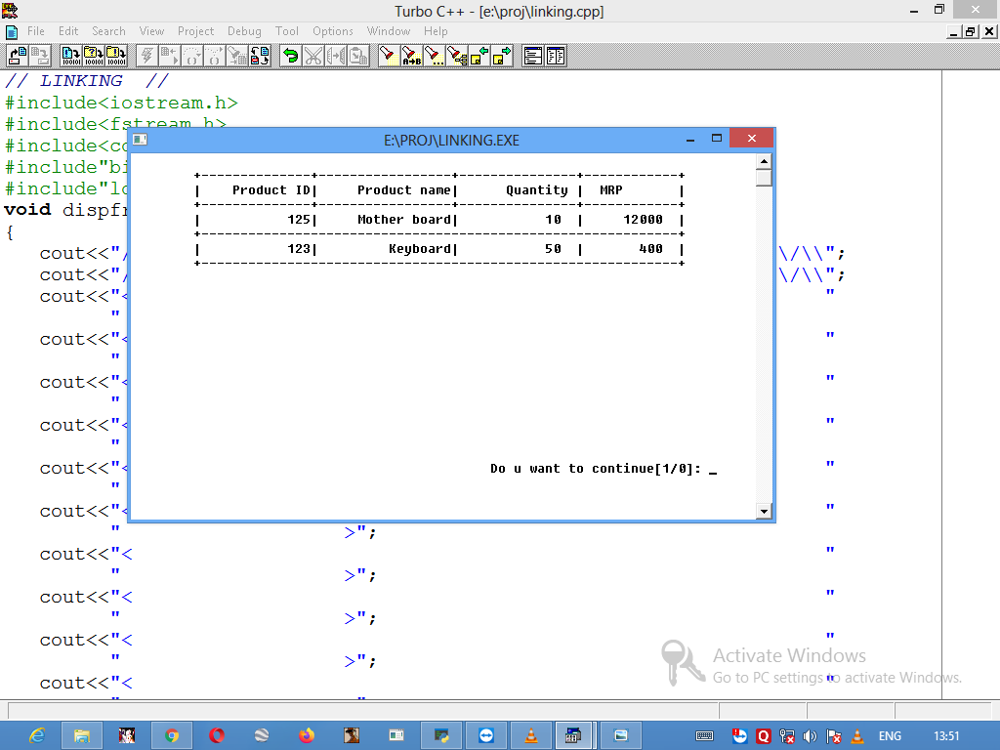 Turbo C++ - [e:\proj\linking.cpp]
File Edit Search View Project Debug Tool Options Window Help
// LINKING //
#include<iostream.h>
#include<fstream.h>
#include<co
#include"bi
#include"lo
void dispfr
{
cout<<"/ \/\\";
cout<<"/ \/\\";
cout<<"< "
"
cout<<"< "
"
cout<<"< "
"
cout<<"< "
"
cout<<"< "
"
cout<<"< "
" >";
cout<<"< "
" >";
cout<<"< "
" >";
cout<<"< "
" >";
cout<<"< "
E:\PROJ\LINKING.EXE
Product ID| Product name| Quantity | MRP |
125| Mother board| 10 | 12000 |
123| Keyboard| 50 | 400 |
Do u want to continue[1/0]: _
Activate Windows
Go to PC settings to activate Windows.
ENG 13:51